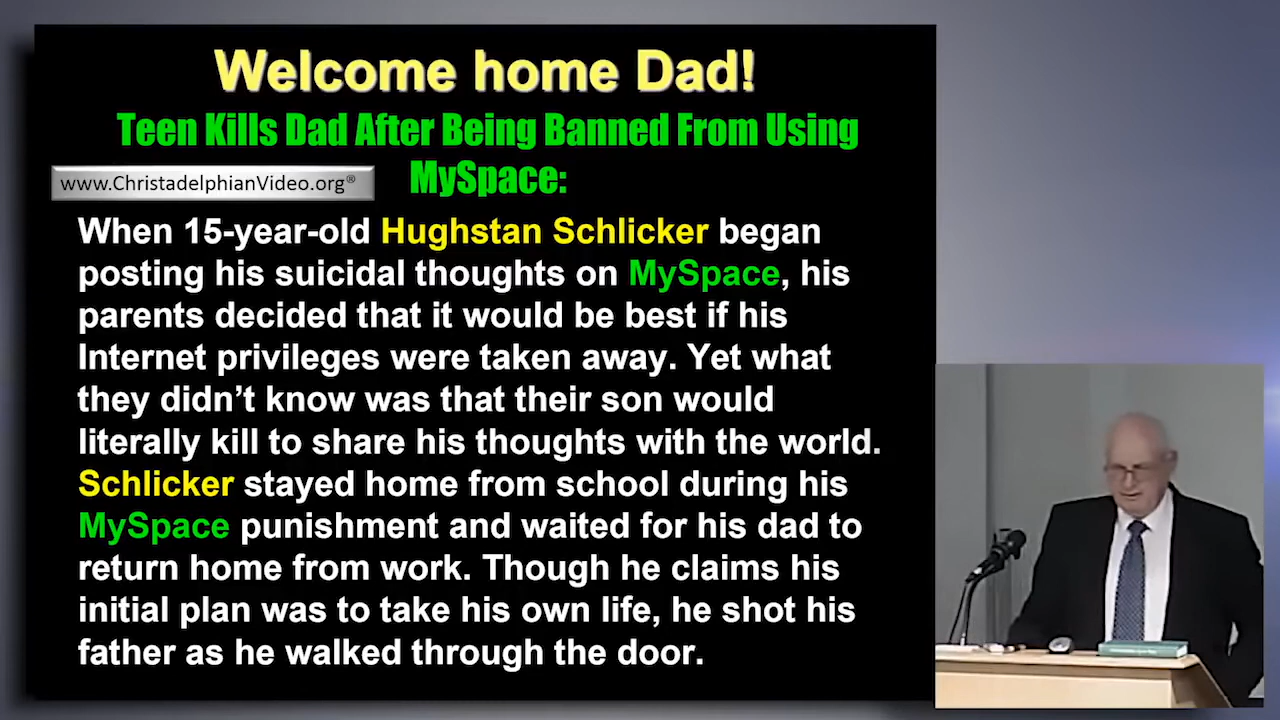 Welcome home Dad!
Teen Kills Dad After Being Banned From Using
MySpace:
www.ChristadelphianVideo.org®
When 15-year-old Hughstan Schlicker began
posting his suicidal thoughts on MySpace, his
parents decided that it would be best if his
Internet privileges were taken away. Yet what
they didn’t know was that their son would
literally kill to share his thoughts with the world.
Schlicker stayed home from school during his
MySpace punishment and waited for his dad to
return home from work. Though he claims his
initial plan was to take his own life, he shot his
father as he walked through the door.